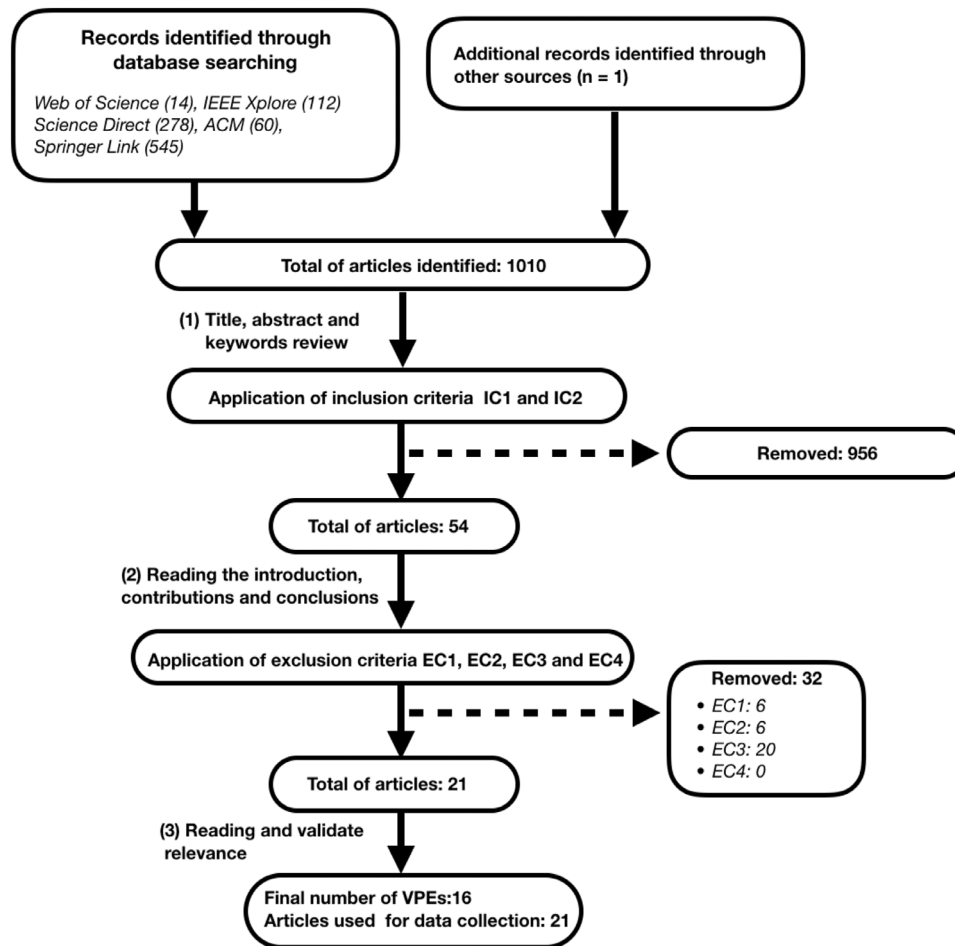 Records identified through
database searching
Web of Science (14), IEEE Xplore (112)
Science Direct (278), ACM (60),
Springer Link (545)
Additional records identified through
other sources (n = 1)
Total of articles identified: 1010
(1) Title, abstract and
keywords review
Application of inclusion criteria IC1 and IC2
Removed: 956
Total of articles: 54
(2) Reading the introduction,
contributions and conclusions
Application of exclusion criteria EC1, EC2, EC3 and EC4
Removed: 32
• EC1: 6
• EC2: 6
• EC3: 20
• EC4: 0
Total of articles: 21
(3) Reading and validate
relevance
Final number of VPEs:16
Articles used for data collection: 21